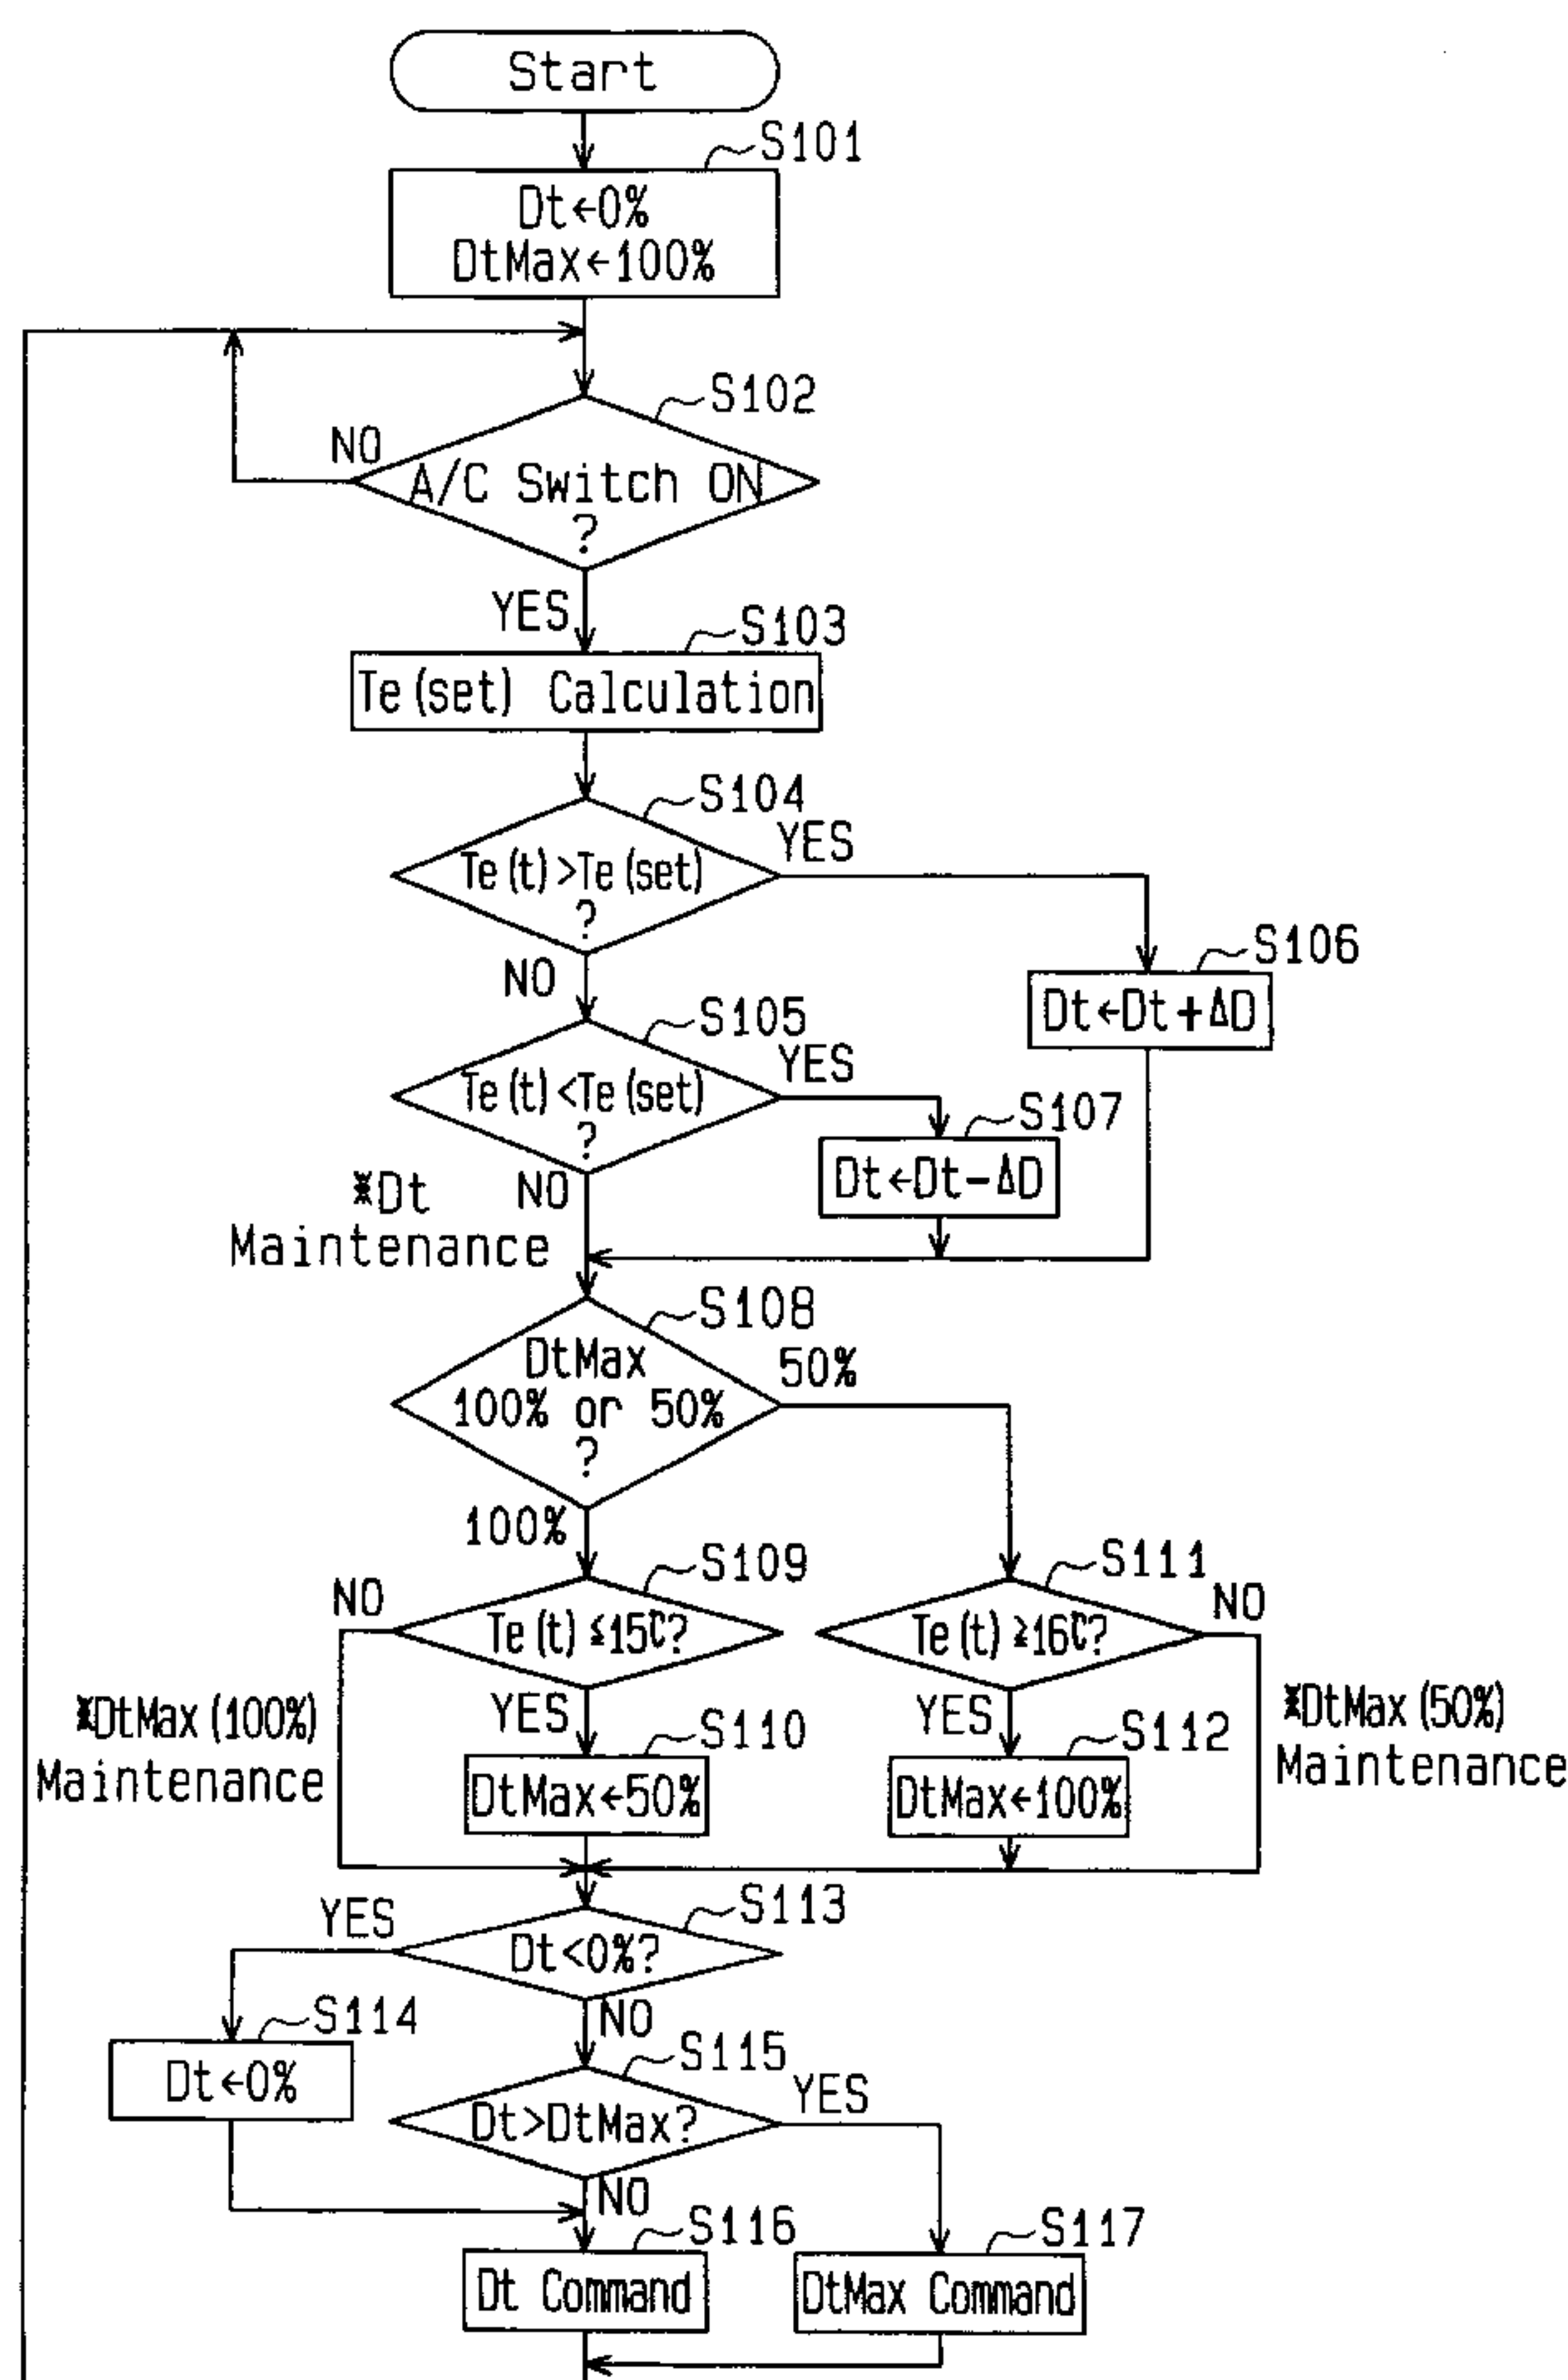 Start
S101
Dt←0%
DtMax←100%
S102
NO
A/C Switch ON
?
YES
S103
Te(set) Calculation
S104
YES
Te(t)>Te(set)
?
S106
NO
Dt←Dt+ΔD
S105
YES
Te(t)<Te(set)
?
S107
Dt←Dt-ΔD
※Dt
NO
Maintenance
S108
DtMax
50%
100% or 50%
?
100%
S109
S111
NO
NO
Te(t)≦15℃?
Te(t)≧16℃?
※DtMax(100%)
Maintenance
YES
S110
YES
S112
※DtMax(50%)
Maintenance
DtMax←50%
DtMax←100%
S113
YES
Dt<0%?
S114
NO
Dt←0%
S115
YES
Dt>DtMax?
NO
S116
S117
Dt Command
DtMax Command